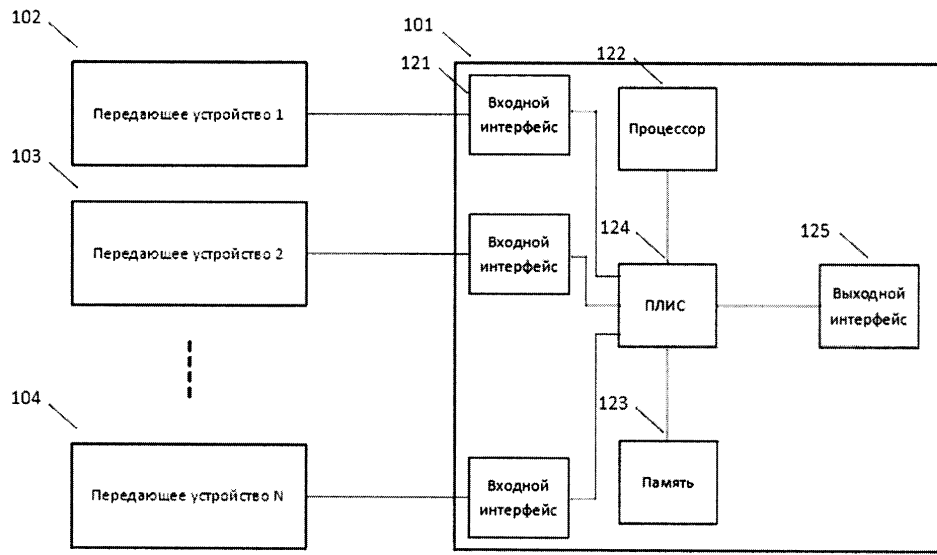 102
101
122
121
Передающее устройство 1
Входной
интерфейс
Процессор
103
Передающее устройство 2
Входной
интерфейс
124
125
ПЛИС
Выходной
интерфейс
104
123
Передающее устройство N
Входной
интерфейс
Память